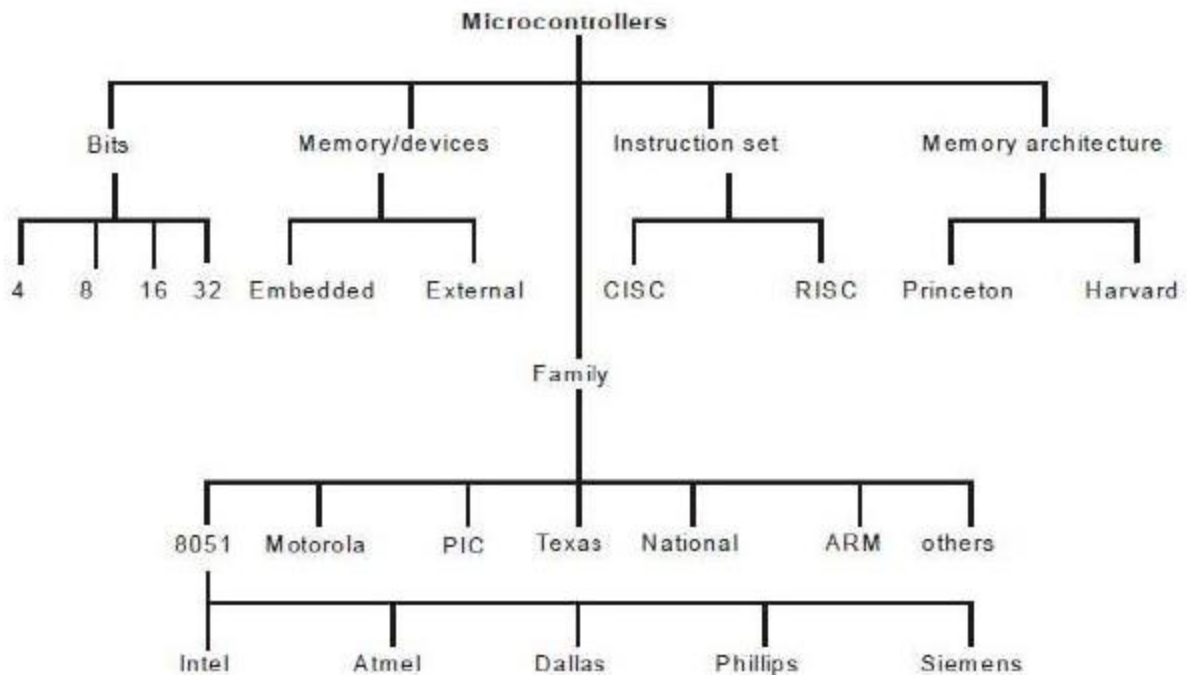 Microcontrollers
Bits Memory/devices Instruction set Memory architecture
4 8 16 32 Embedded External CISC RISC Princeton Harvard
Family
8051 Motorola PIC Texas National ARM others
Intel Atmel Dallas Phillips Siemens